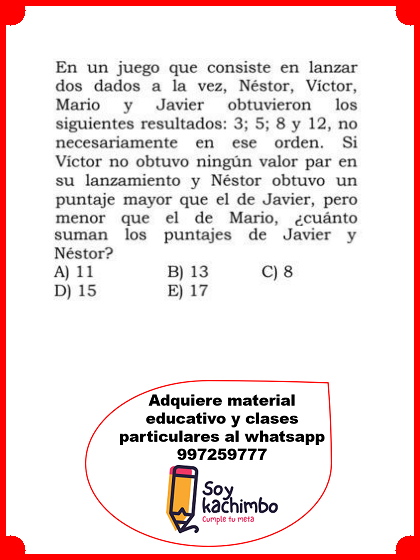 En un juego que consiste en lanzar
dos dados a la vez, Néstor, Víctor,
Mario y Javier obtuvieron los
siguientes resultados: 3; 5; 8 y 12, no
necesariamente en ese orden. Si
Víctor no obtuvo ningún valor par en
su lanzamiento y Néstor obtuvo un
puntaje mayor que el de Javier, pero
menor que el de Mario, ¿cuánto
suman los puntajes de Javier y
Néstor?
A) 11 B) 13 C) 8
D) 15 E) 17
Adquiere material
educativo y clases
particulares al whatsapp
997259777
Soy
kachimbo
Cumple tu meta